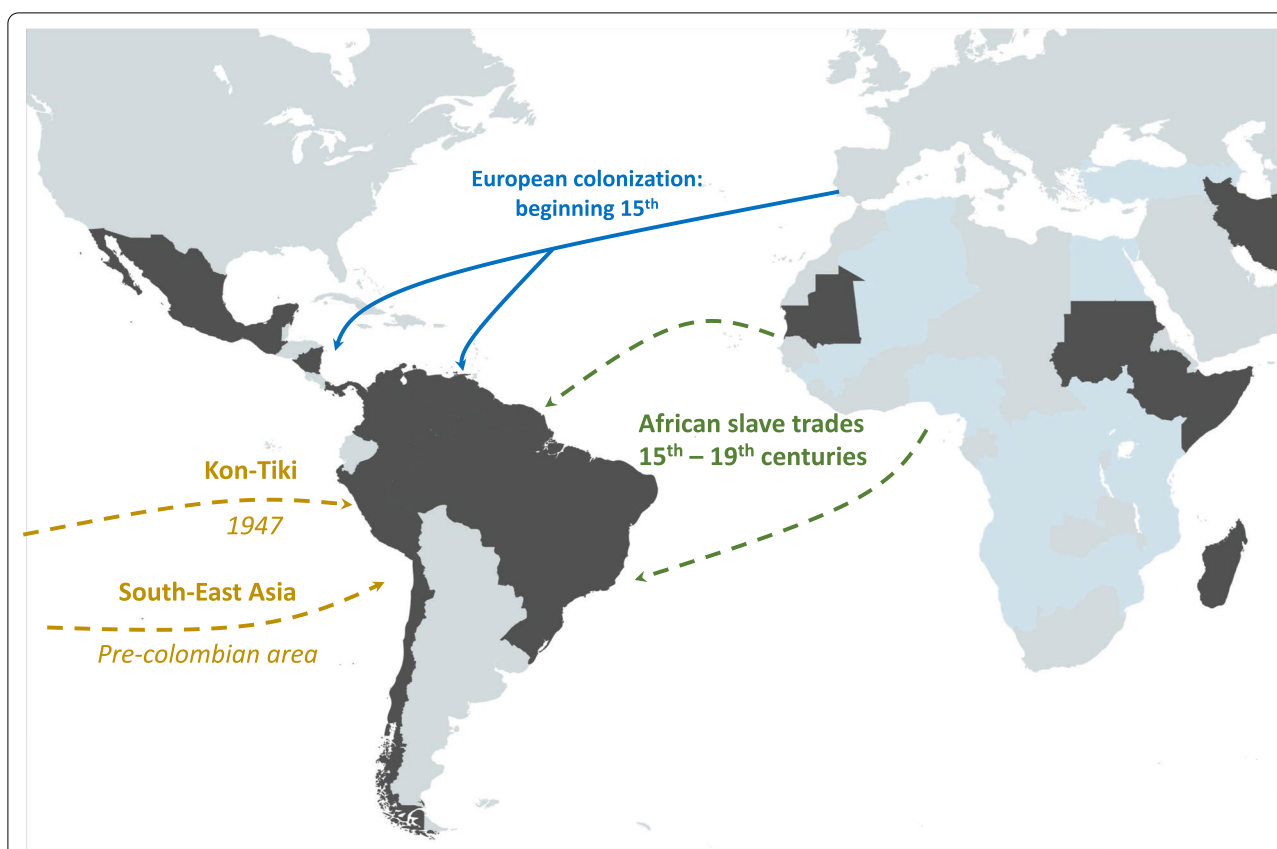 European colonization:
beginning 15th
African slave trades
15th – 19th centuries
Kon-Tiki
1947
South-East Asia
Pre-colombian area